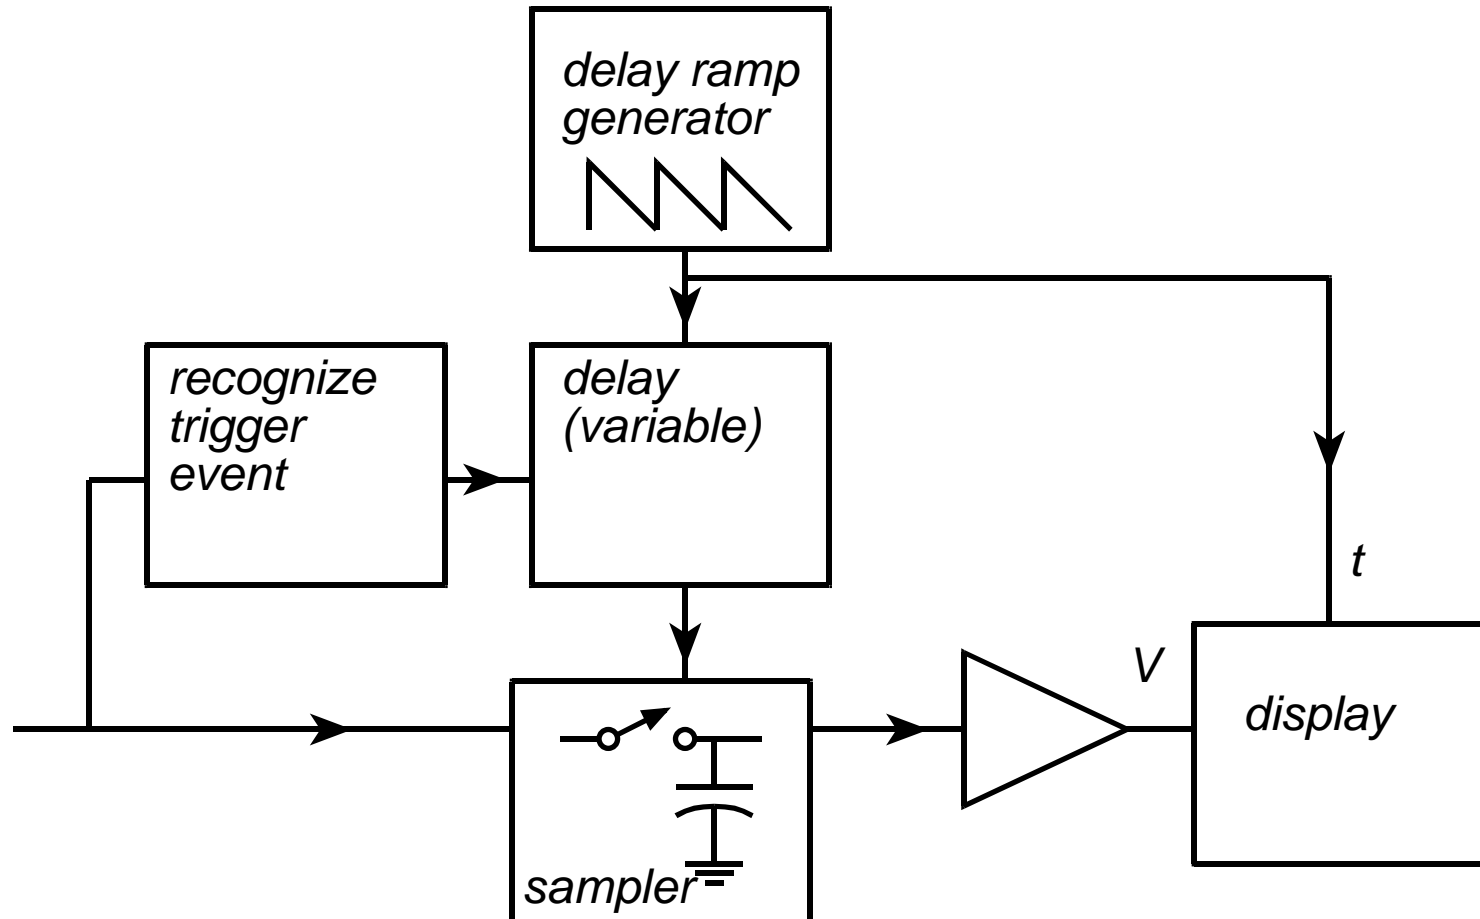 delay ramp
generator
recognize
trigger
event
delay
(variable)
t
V
display
sampler